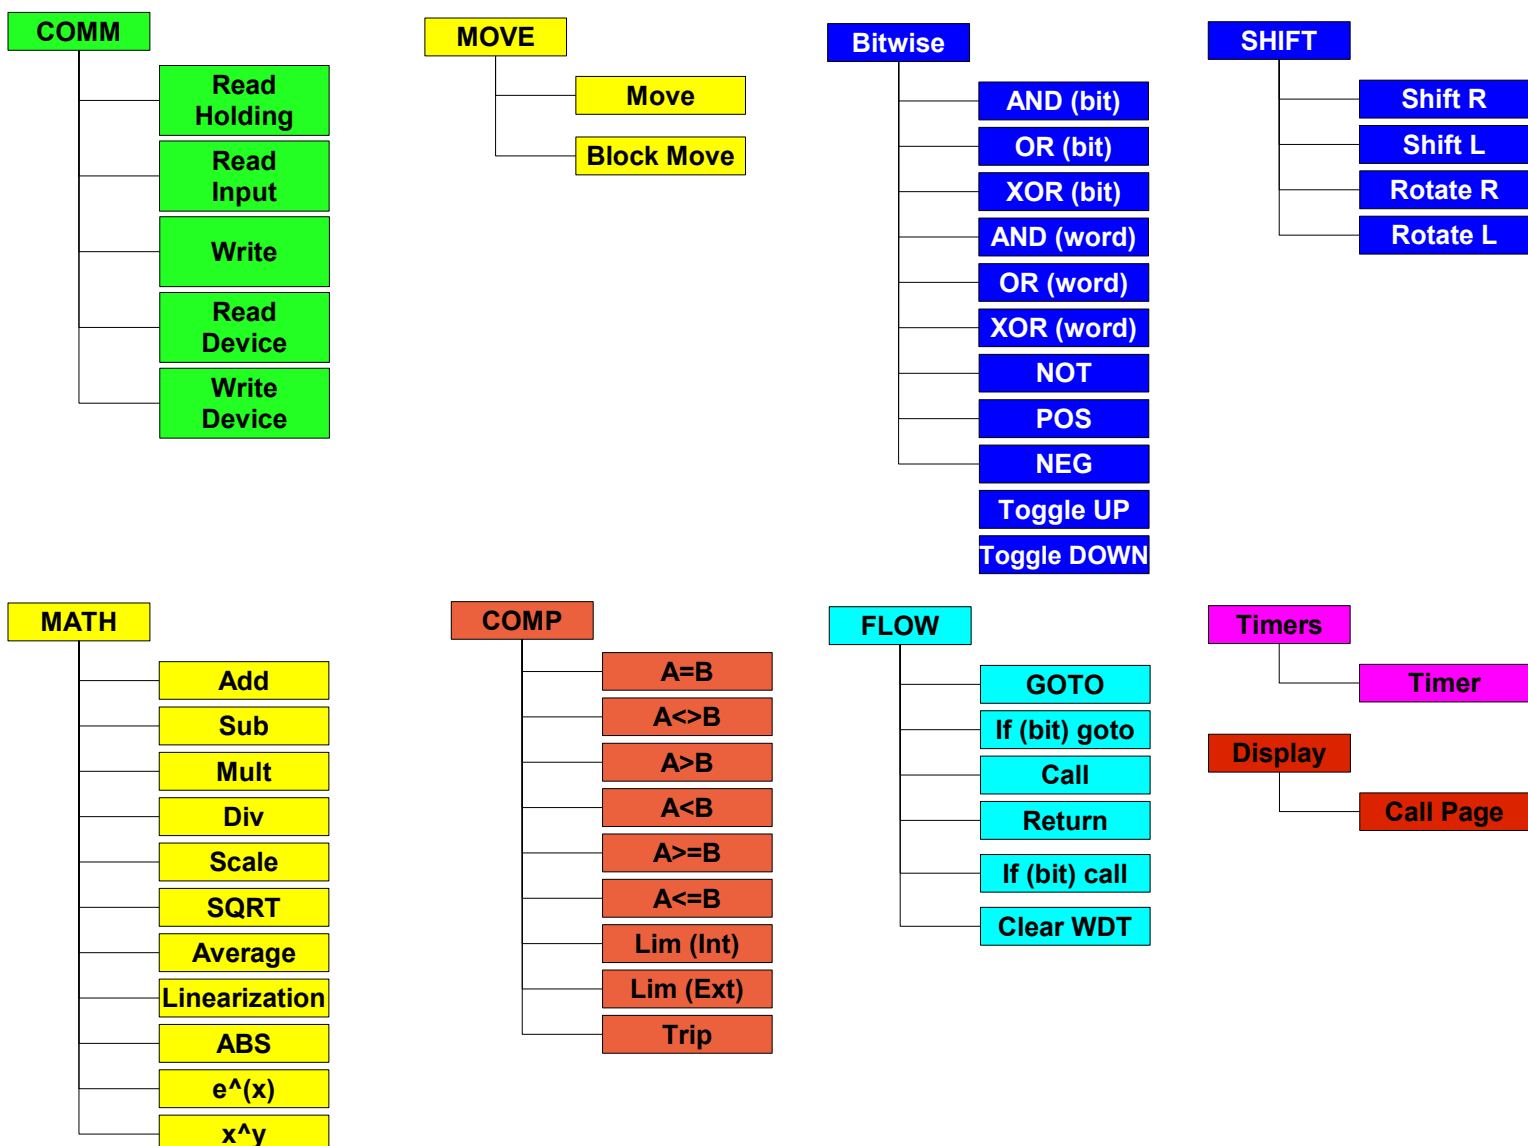 COMM
Read
Holding
Read
Input
Write
Read
Device
Write
Device
MOVE
Move
Block Move
Bitwise
AND (bit)
OR (bit)
XOR (bit)
AND (word)
OR (word)
XOR (word)
NOT
POS
NEG
Toggle UP
Toggle DOWN
SHIFT
Shift R
Shift L
Rotate R
Rotate L
MATH
Add
Sub
Mult
Div
Scale
SQRT
Average
Linearization
ABS
e^(x)
x^y
COMP
A=B
A<>B
A>B
A<B
A>=B
A<=B
Lim (Int)
Lim (Ext)
Trip
FLOW
GOTO
If (bit) goto
Call
Return
If (bit) call
Clear WDT
Timers
Timer
Display
Call Page